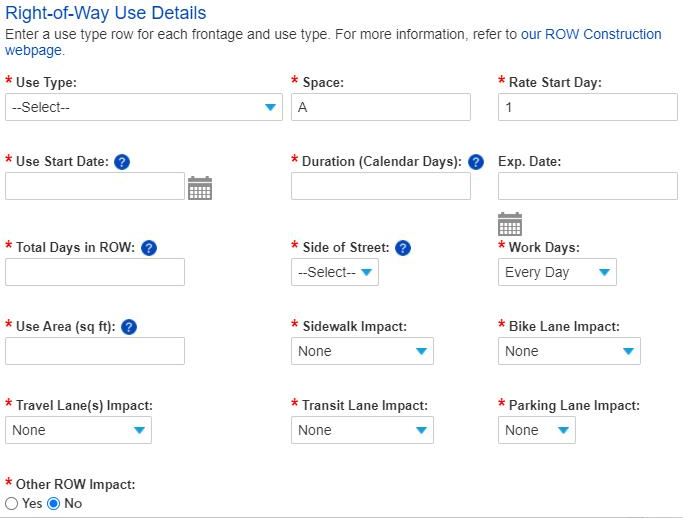 Right-of-Way Use Details
Enter a use type row for each frontage and use type. For more information, refer to our ROW Construction
webpage.
* Use Type: * Space: * Rate Start Day:
--Select-- A 1
* Use Start Date: ? * Duration (Calendar Days): ? Exp. Date:
* Total Days in ROW: ? * Side of Street: ? * Work Days:
--Select-- Every Day
* Use Area (sq ft): ? * Sidewalk Impact: * Bike Lane Impact:
None None
* Travel Lane(s) Impact: * Transit Lane Impact: * Parking Lane Impact:
None None None
* Other ROW Impact:
Yes No